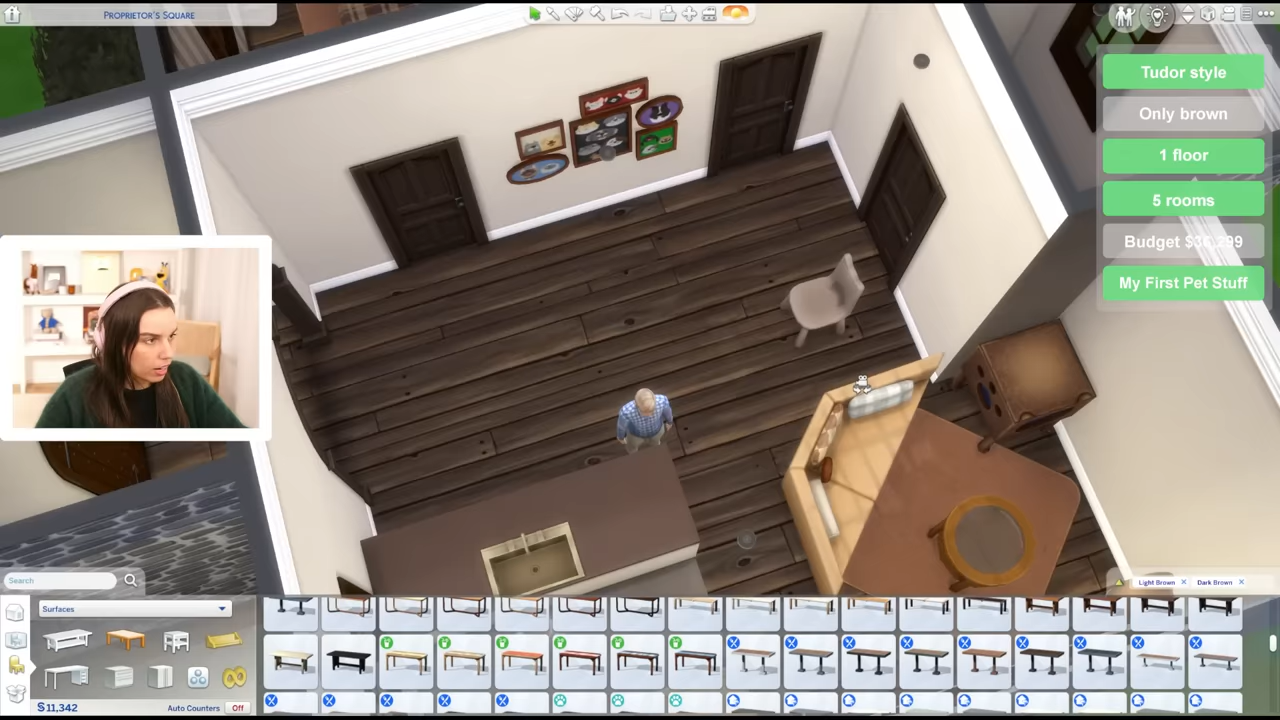 Proprietor's Square
Tudor style
Only brown
1 floor
5 rooms
Budget
My First Pet Stuff
Search
Light Brown
Dark Brown
Surfaces
$11,342
Auto Counters
Off